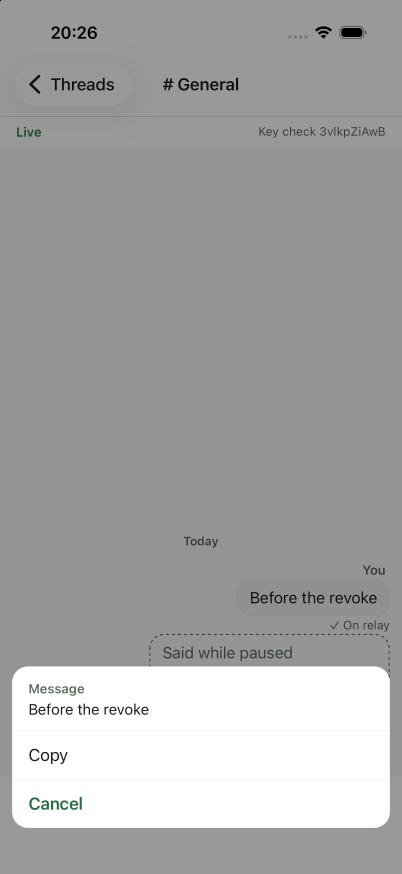 20:26
Threads
# General
Live
Key check 3vIkpZiAwB
Today
You
Before the revoke
✓ On relay
Said while paused
Message
Before the revoke
Copy
Cancel